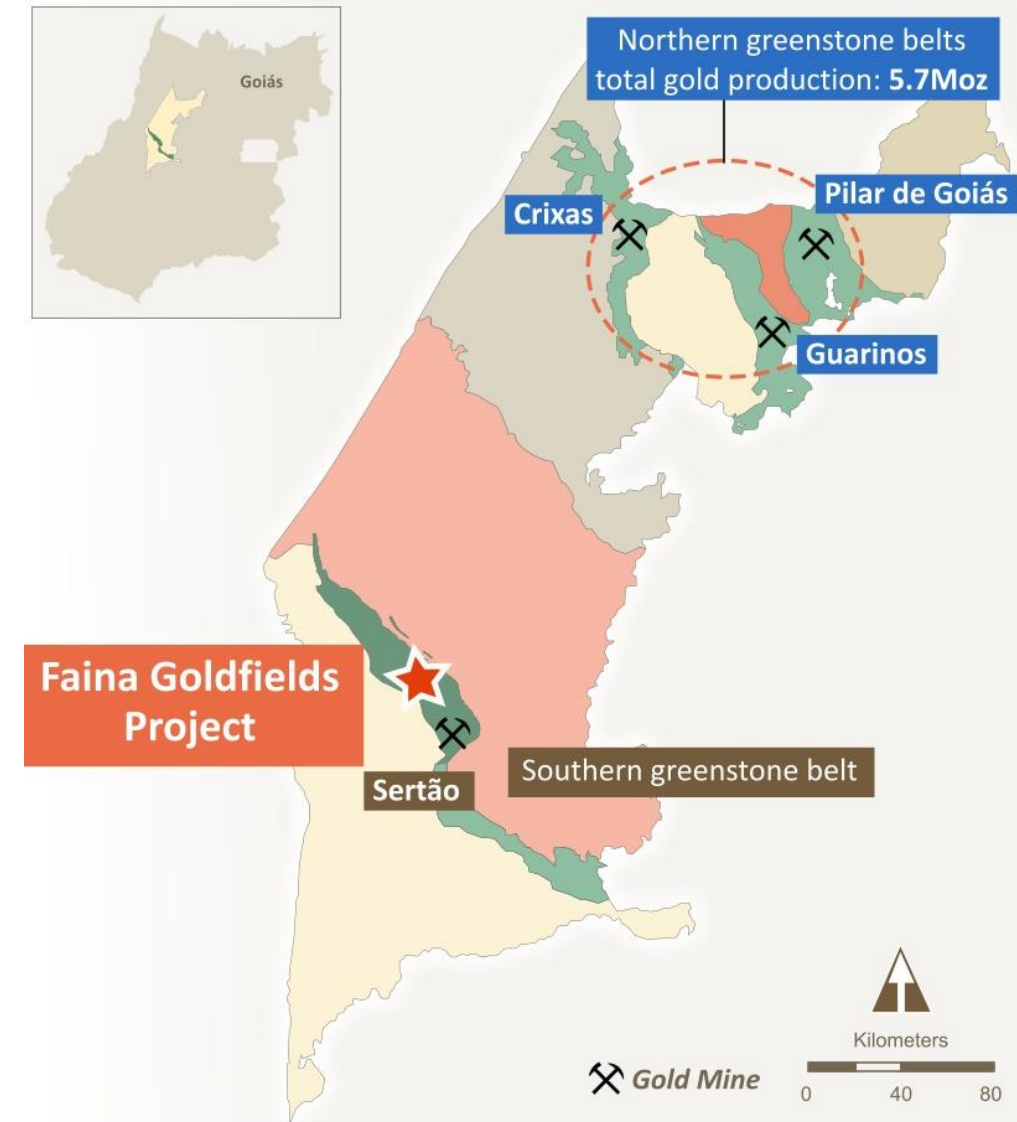 Goiás
Northern greenstone belts
total gold production: 5.7Moz
Crixas
Pilar de Goiás
Guarinos
Faina Goldfields
Project
Sertão
Southern greenstone belt
Kilometers
Gold Mine
0 40 80